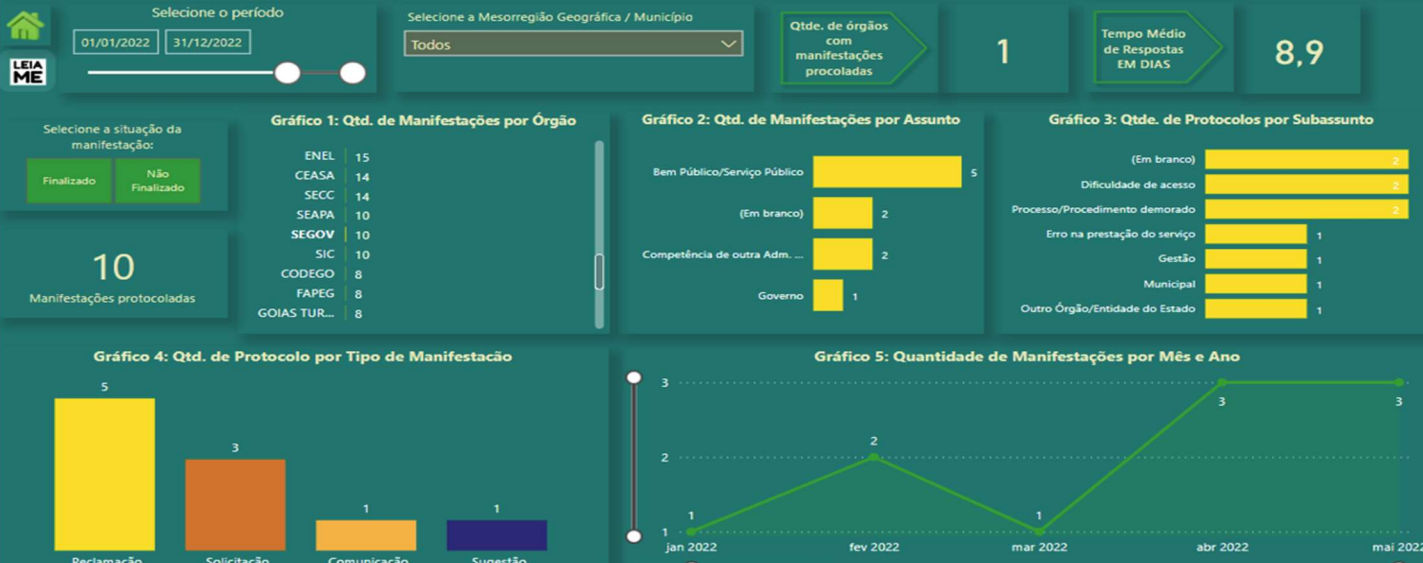 LEIA
ME
Selecione o período
01/01/2022 31/12/2022
Selecione a Mesorregião Geográfica / Município
Todos
Qtde. de órgãos
com
manifestações
procoladas
1
Tempo Médio
de Respostas
EM DIAS
8,9
Selecione a situação da
manifestação:
Finalizado
Não
Finalizado
10
Manifestações protocoladas
Gráfico 1: Qtd. de Manifestações por Órgão
ENEL 15
CEASA 14
SECC 14
SEAPA 10
SEGOV 10
SIC 10
CODEGO 8
FAPEG 8
GOIAS TUR... 8
Gráfico 2: Qtd. de Manifestações por Assunto
Bem Público/Serviço Público 5
(Em branco) 2
Competência de outra Adm. ... 2
Governo 1
Gráfico 3: Qtde. de Protocolos por Subassunto
(Em branco) 2
Dificuldade de acesso 2
Processo/Procedimento demorado 2
Erro na prestação do serviço 1
Gestão 1
Municipal 1
Outro Órgão/Entidade do Estado 1
Gráfico 4: Qtd. de Protocolo por Tipo de Manifestacão
5
3
1
1
Reclamação Solicitação Comunicação Sugestão
Gráfico 5: Quantidade de Manifestações por Mês e Ano
3
2
1
1
2
1
3
3
jan 2022 fev 2022 mar 2022 abr 2022 mai 2022